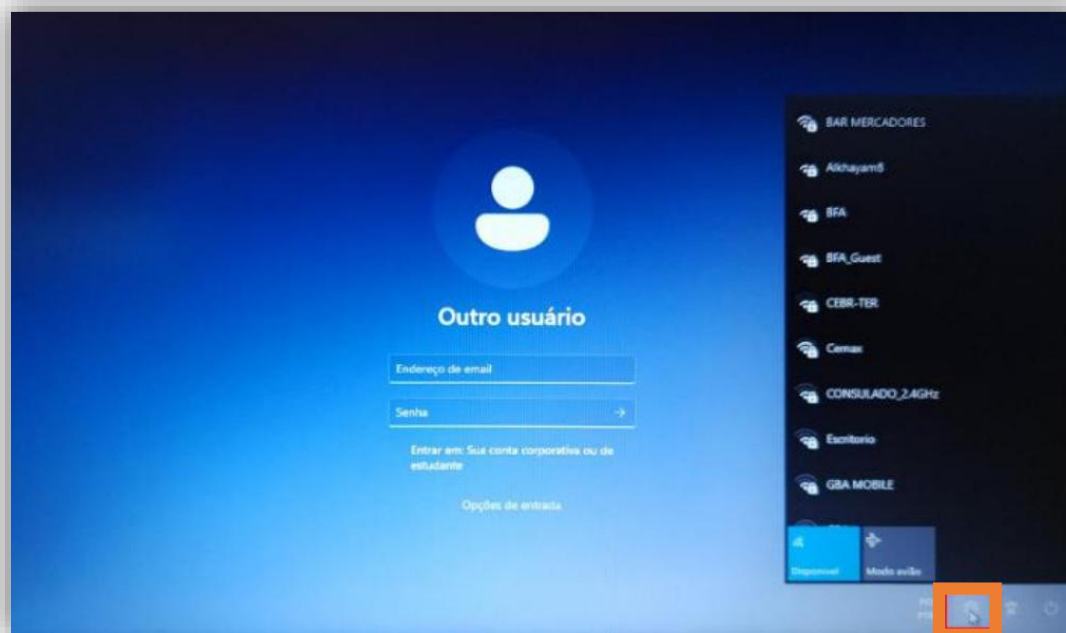 Outro usuário
Endereço de email
Senha
Entrar em: Sua conta corporativa ou de
estudante
Opções de entrada
BAR MERCADORES
Alkhayam8
BFA
BFA_Guest
CEBR-TER
Cemax
CONSULADO_2.4GHz
Escritorio
GBA MOBILE
Disponível
Modo avião